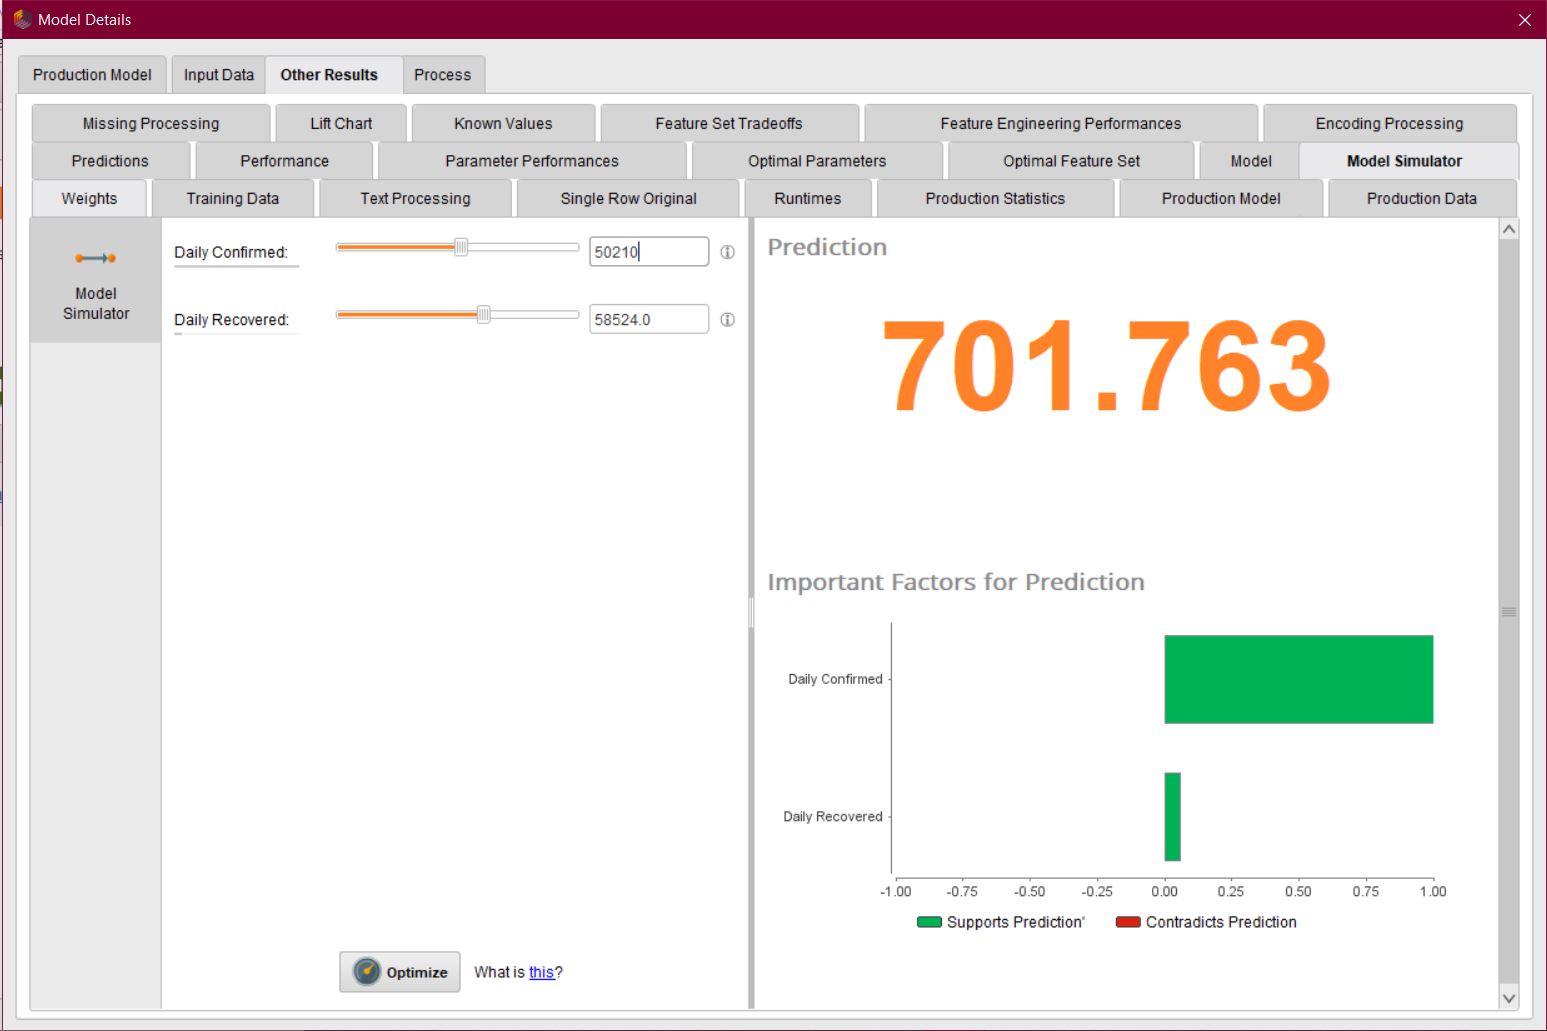 Model Details
Production Model Input Data Other Results Process
Missing Processing Lift Chart Known Values Feature Set Tradeoffs Feature Engineering Performances Encoding Processing
Predictions Performance Parameter Performances Optimal Parameters Optimal Feature Set Model Model Simulator
Weights Training Data Text Processing Single Row Original Runtimes Production Statistics Production Model Production Data
Model
Simulator
Daily Confirmed: 50210
Daily Recovered: 58524.0
Optimize What is this?
Prediction
701.763
Important Factors for Prediction
Daily Confirmed
Daily Recovered
-1.00 -0.75 -0.50 -0.25 0.00 0.25 0.50 0.75 1.00
Supports Prediction' Contradicts Prediction